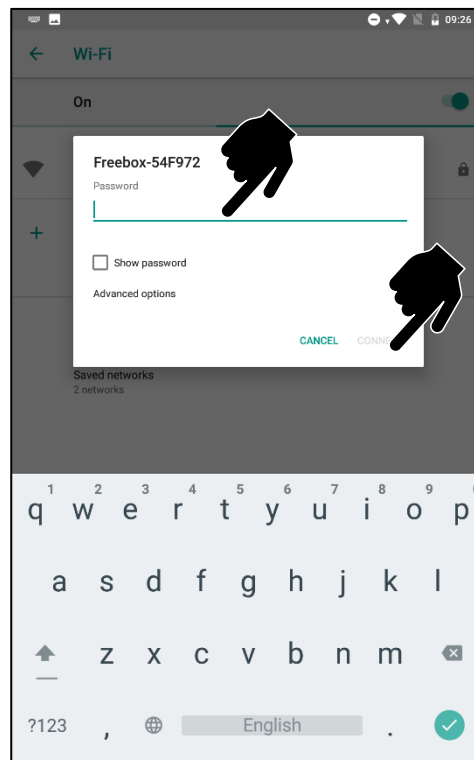 09:26
Wi-Fi
On
Freebox-54F972
Password
Show password
Advanced options
CANCEL CONNE
Saved networks
2 networks
1 2 3 4 5 6 7 8 9
q w e r t y u i o p
a s d f g h j k l
z x c v b n m
?123 , English .